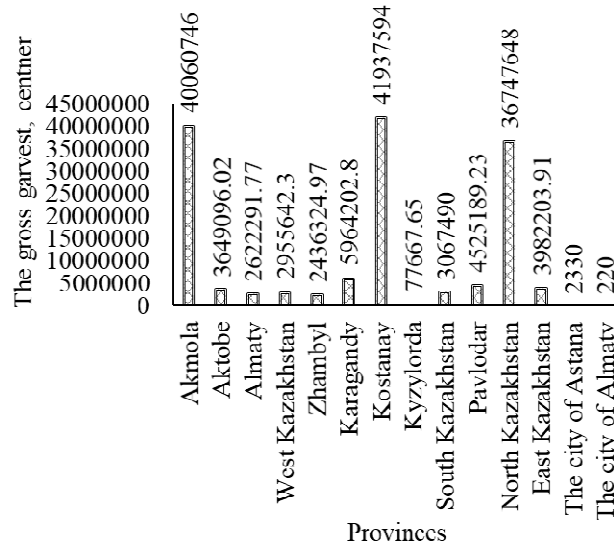 The gross garvest, centner
45000000
40000000
35000000
30000000
25000000
20000000
15000000
10000000
5000000
0
40060746
3649096.02
2622291.77
2955642.3
2436324.97
5964202.8
41937594
77667.65
3067490
4525189.23
36747648
3982203.91
2330
220
Akmola
Aktobe
Almaty
West Kazakhstan
Zhambyl
Karagandy
Kostanay
Kyzylorda
South Kazakhstan
Pavlodar
North Kazakhstan
East Kazakhstan
The city of Astana
The city of Almaty
Provinces